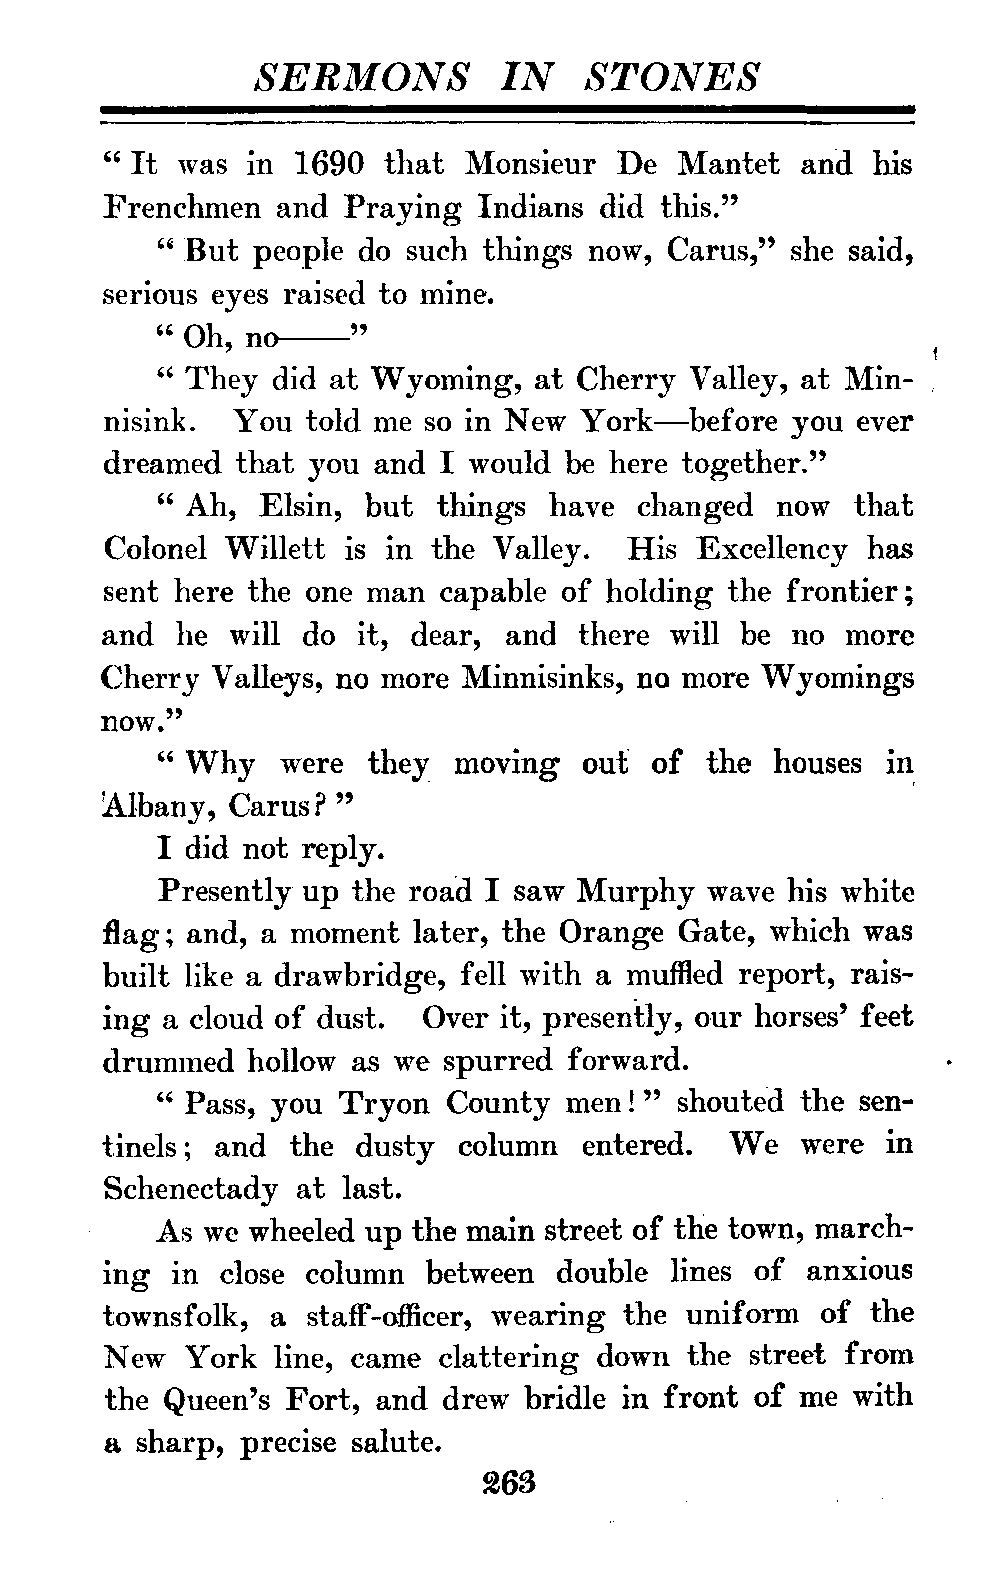 SERMONS IN STONES
“ It was in 1690 that Monsieur De Mantet and his
Frenchmen and Praying Indians did this.”
“ But people do such things now, Carus,” she said,
serious eyes raised to mine.
“ Oh, no——”
“ They did at Wyoming, at Cherry Valley, at Min-
nisink. You told me so in New York—before you ever
dreamed that you and I would be here together.”
“ Ah, Elsin, but things have changed now that
Colonel Willett is in the Valley. His Excellency has
sent here the one man capable of holding the frontier;
and he will do it, dear, and there will be no more
Cherry Valleys, no more Minnisinks, no more Wyomings
now.”
“ Why were they moving out of the houses in
Albany, Carus? ”
I did not reply.
Presently up the road I saw Murphy wave his white
flag; and, a moment later, the Orange Gate, which was
built like a drawbridge, fell with a muffled report, rais-
ing a cloud of dust. Over it, presently, our horses’ feet
drummed hollow as we spurred forward.
“ Pass, you Tryon County men! ” shouted the sen-
tinels; and the dusty column entered. We were in
Schenectady at last.
As we wheeled up the main street of the town, march-
ing in close column between double lines of anxious
townsfolk, a staff-officer, wearing the uniform of the
New York line, came clattering down the street from
the Queen’s Fort, and drew bridle in front of me with
a sharp, precise salute.
263